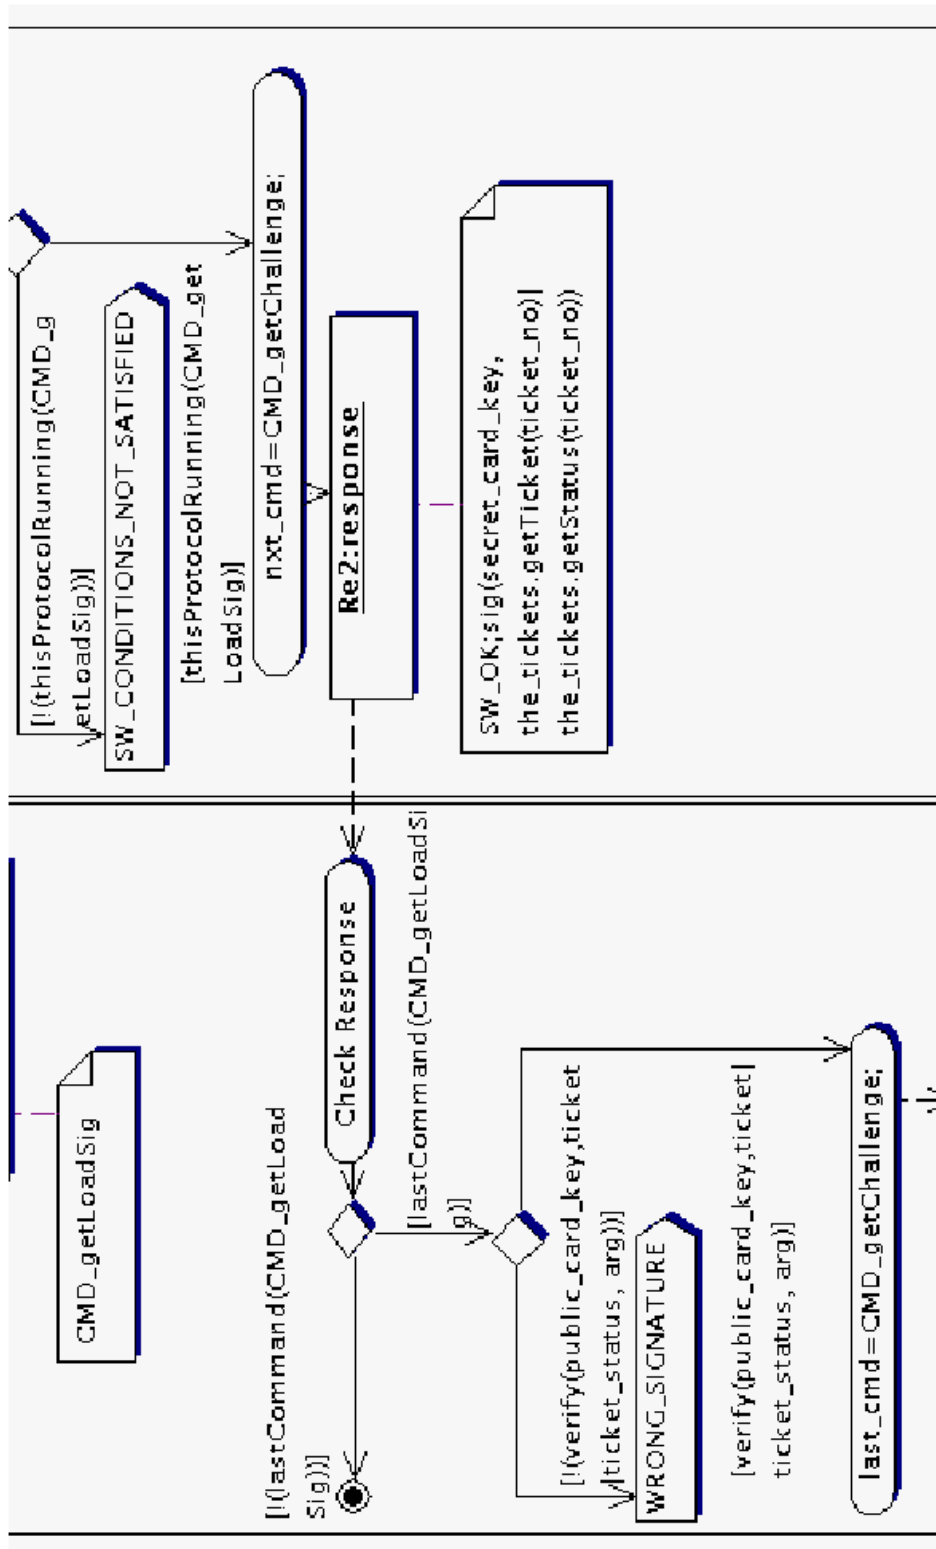 CMD_getLoadSig
[!(lastCommand(CMD_getLoad
Sig))]
Check Response
[lastCommand(CMD_getLoadSi
g)]
[!(verify(public_card_key,ticket
|ticket_status, arg))]
WRONG_SIGNATURE
[verify(public_card_key,ticket|
ticket_status, arg)]
last_cmd=CMD_getChallenge;
[!(thisProtocolRunning(CMD_g
etLoadSig))]
SW_CONDITIONS_NOT_SATISFIED
[thisProtocolRunning(CMD_get
LoadSig)]
nxt_cmd=CMD_getChallenge;
Re2:response
SW_OK;sig(secret_card_key,
the_tickets.getTicket(ticket_no)|
the_tickets.getStatus(ticket_no))